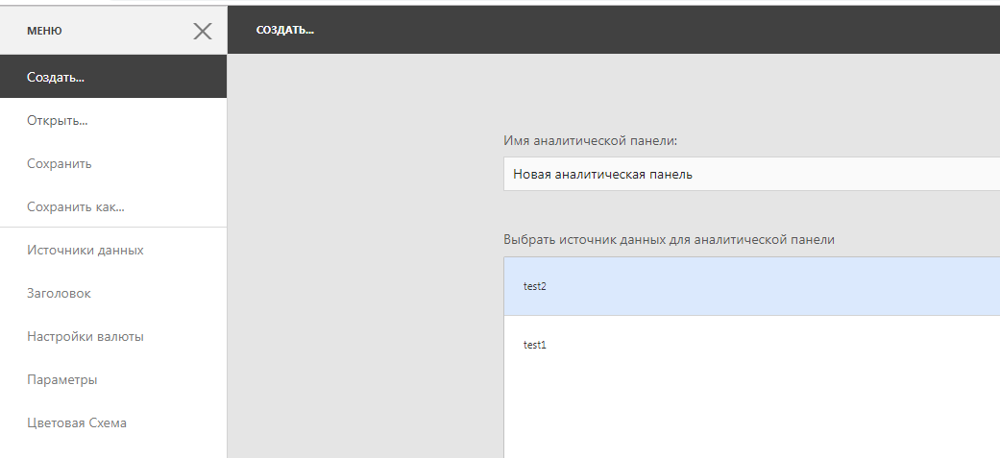 МЕНЮ
СОЗДАТЬ...
Создать...
Открыть...
Сохранить
Сохранить как...
Источники данных
Заголовок
Настройки валюты
Параметры
Цветовая Схема
Имя аналитической панели:
Новая аналитическая панель
Выбрать источник данных для аналитической панели
test2
test1